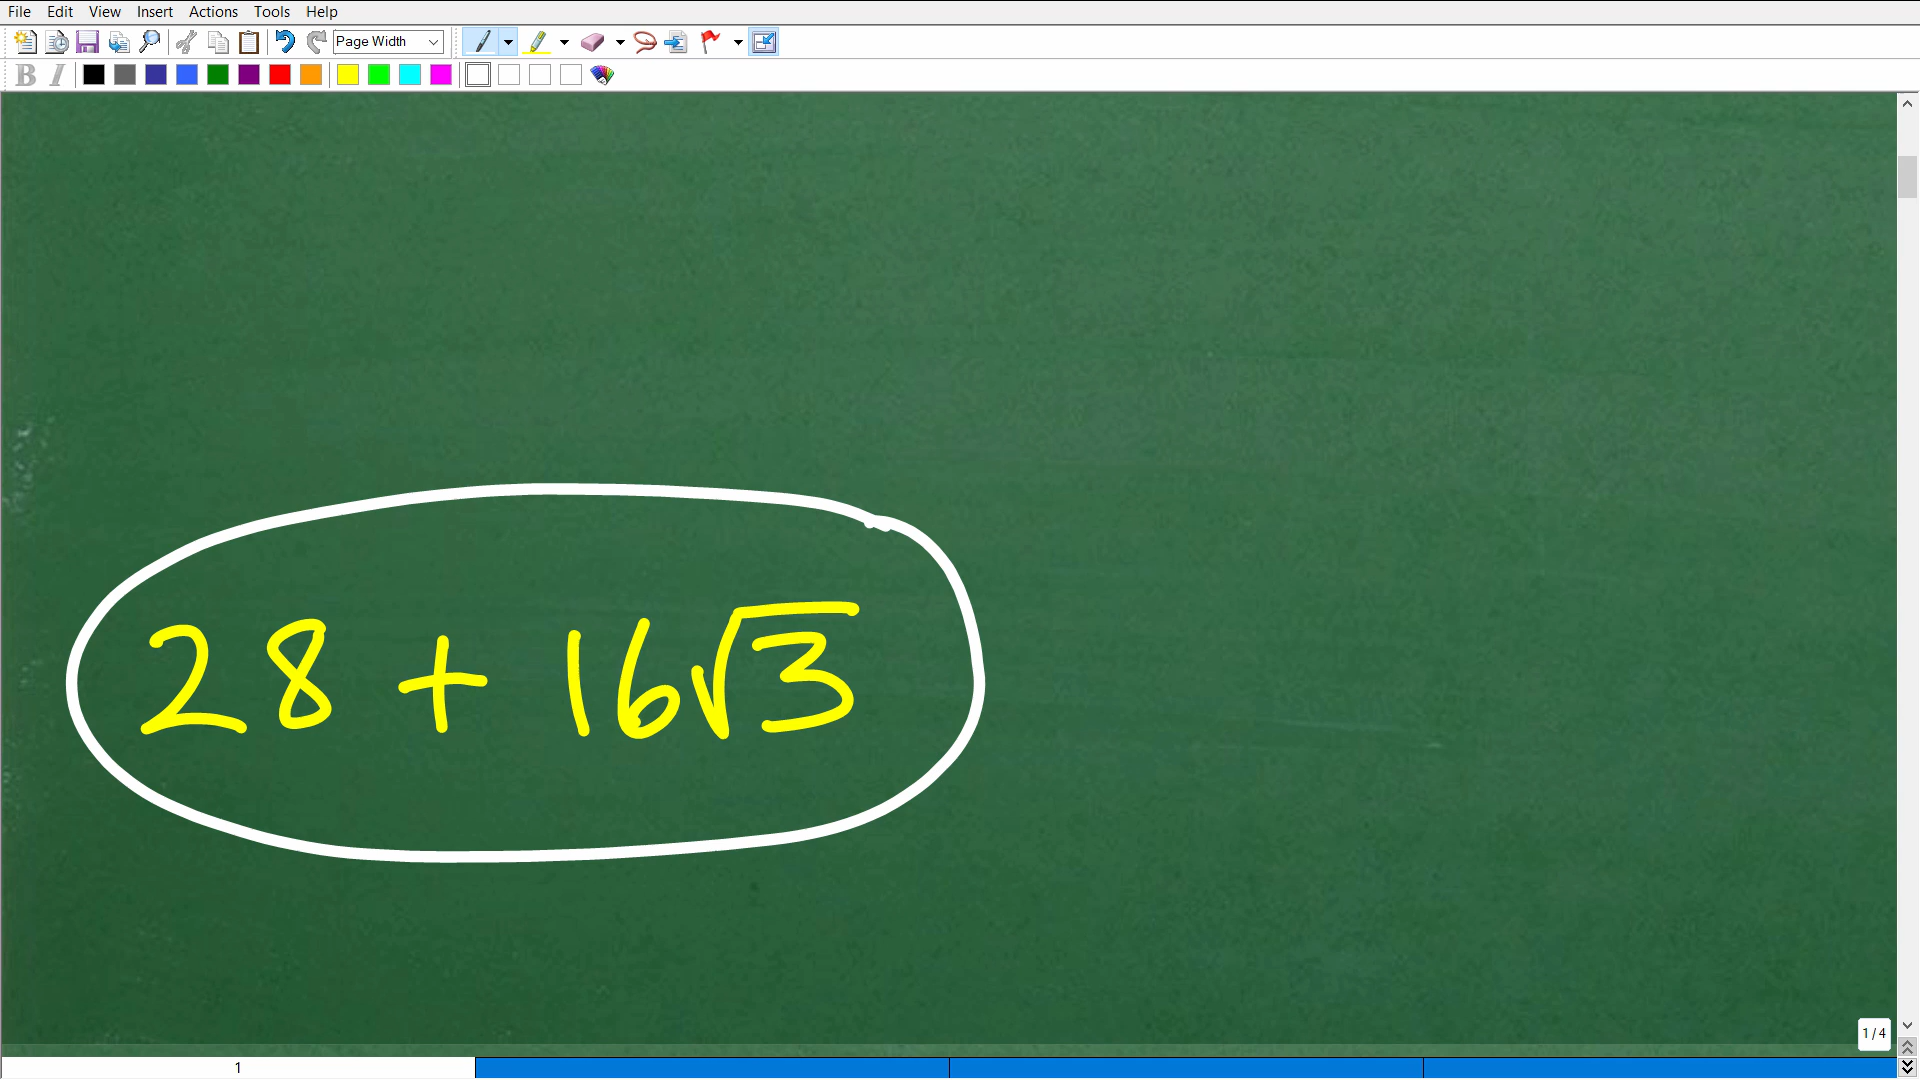 File Edit View Insert Actions Tools Help
Page Width
B I
28 + 16√3
1 / 4
1